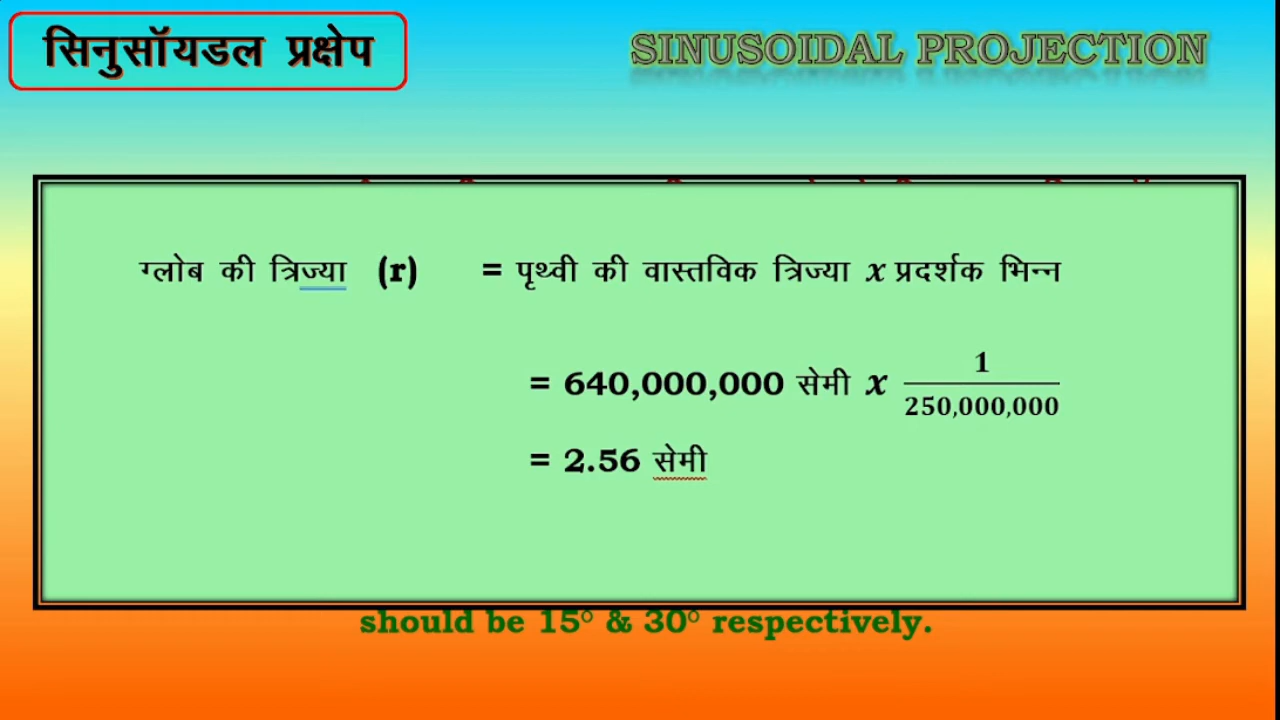 सिनुसॉयडल प्रक्षेप
SINUSOIDAL PROJECTION
ग्लोब की त्रिज्या (r) = पृथ्वी की वास्तविक त्रिज्या x प्रदर्शक भिन्न
= 640,000,000 सेमी x 1/250,000,000
= 2.56 सेमी
should be 15° & 30° respectively.